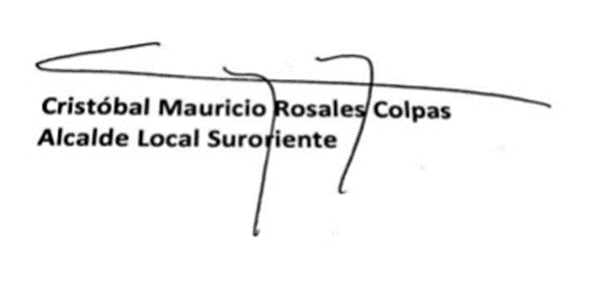 Cristóbal Mauricio Rosales Colpas
Alcalde Local Suroriente